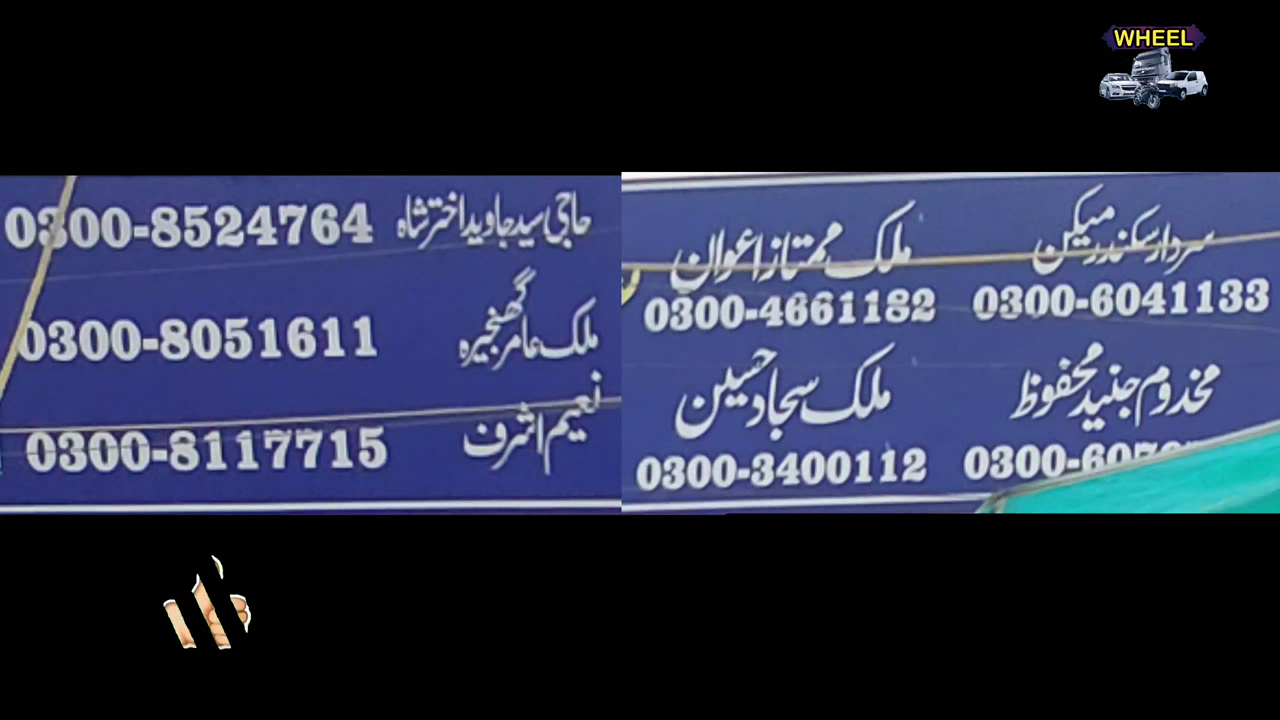 WHEEL
حاجی سید جاوید اختر شاہ 0300-8524764
ملک عامر گھنجیرہ 0300-8051611
نعیم اشرف 0300-8117715
سردار سکندر میکن ملک ممتاز اعوان
0300-4661182 0300-6041133
مخدوم جنید محفوظ ملک سجاد حسین
0300-3400112